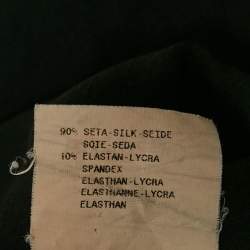 90% SETA-SILK-SEIDE
SOIE-SEDA
10% ELASTAN-LYCRA
SPANDEX
ELASTHAN-LYCRA
ELASTHANNE-LYCRA
ELASTHAN